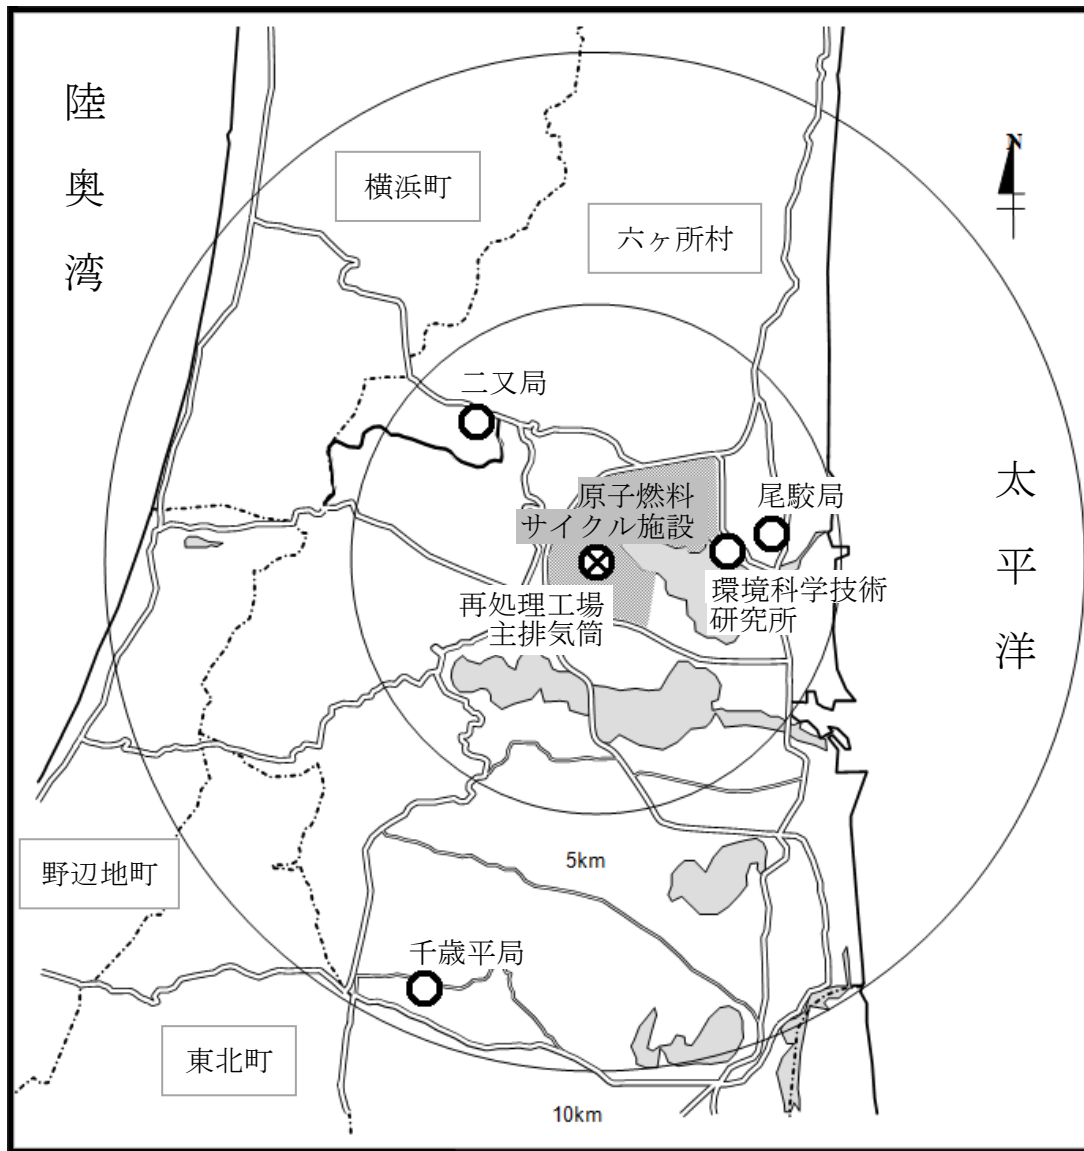 陸奥湾
横浜町
六ヶ所村
N
二又局
原子燃料
サイクル施設
尾駮局
太平洋
環境科学技術
研究所
再処理工場
主排気筒
野辺地町
5km
千歳平局
東北町
10km